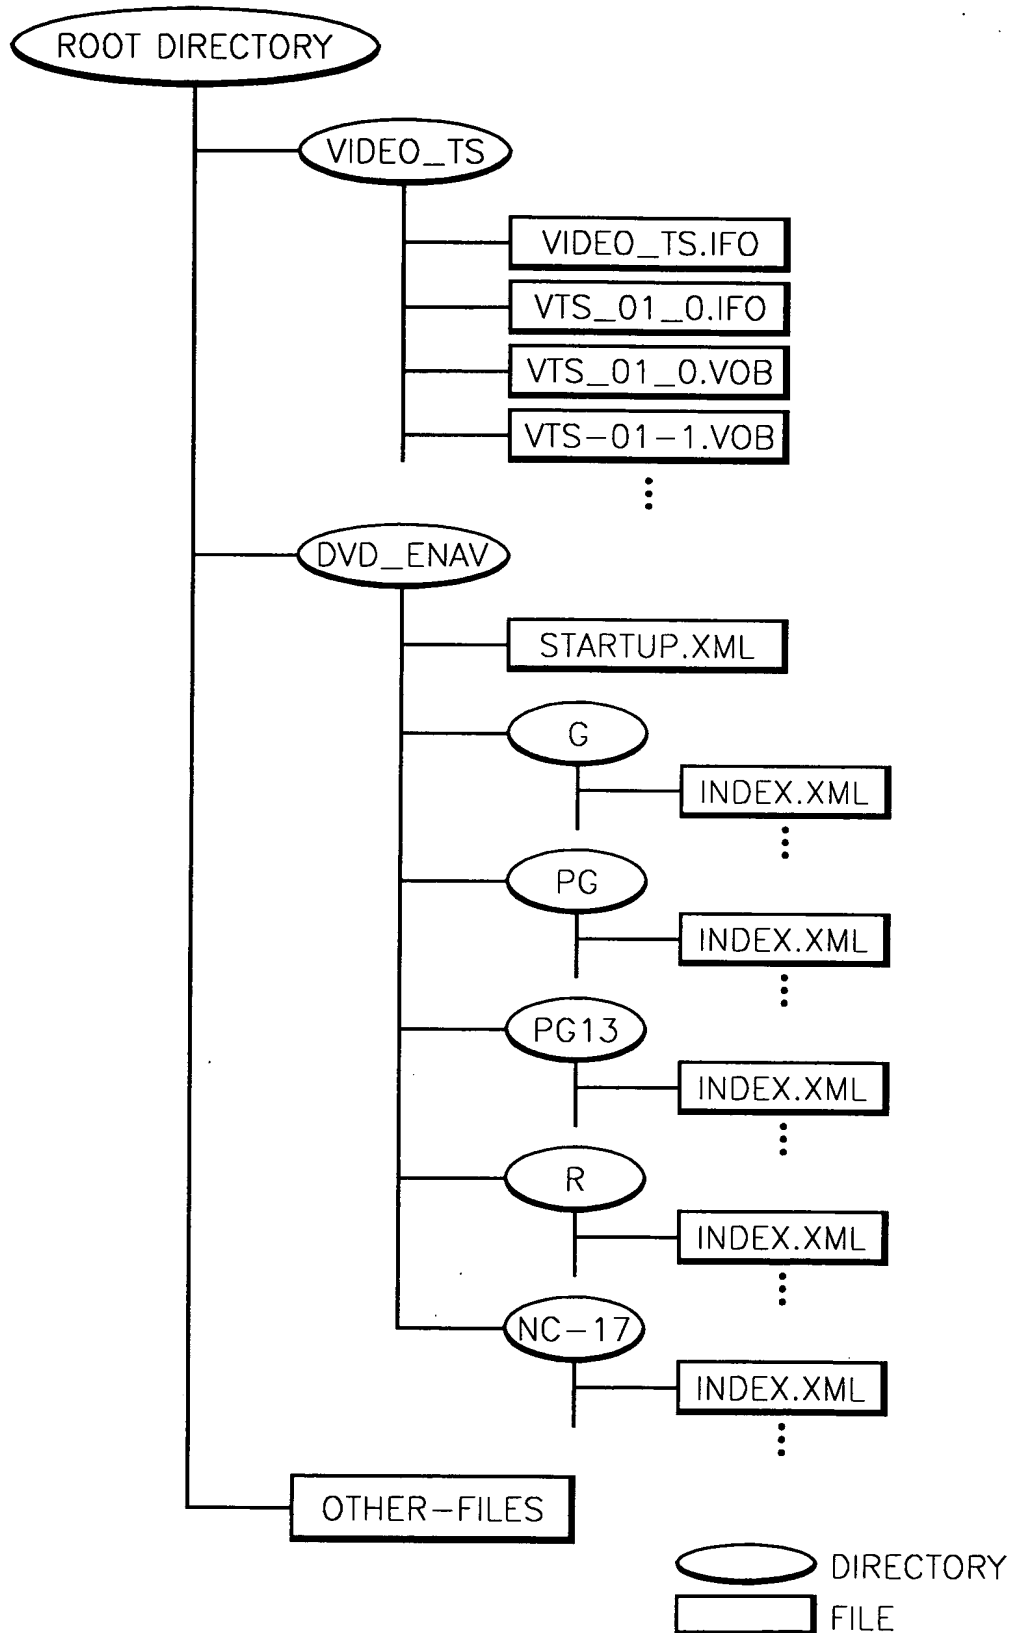 ROOT DIRECTORY
VIDEO_TS
VIDEO_TS.IFO
VTS_01_0.IFO
VTS_01_0.VOB
VTS-01-1.VOB
DVD_ENAV
STARTUP.XML
G
INDEX.XML
PG
INDEX.XML
PG13
INDEX.XML
R
INDEX.XML
NC-17
INDEX.XML
OTHER-FILES
DIRECTORY
FILE